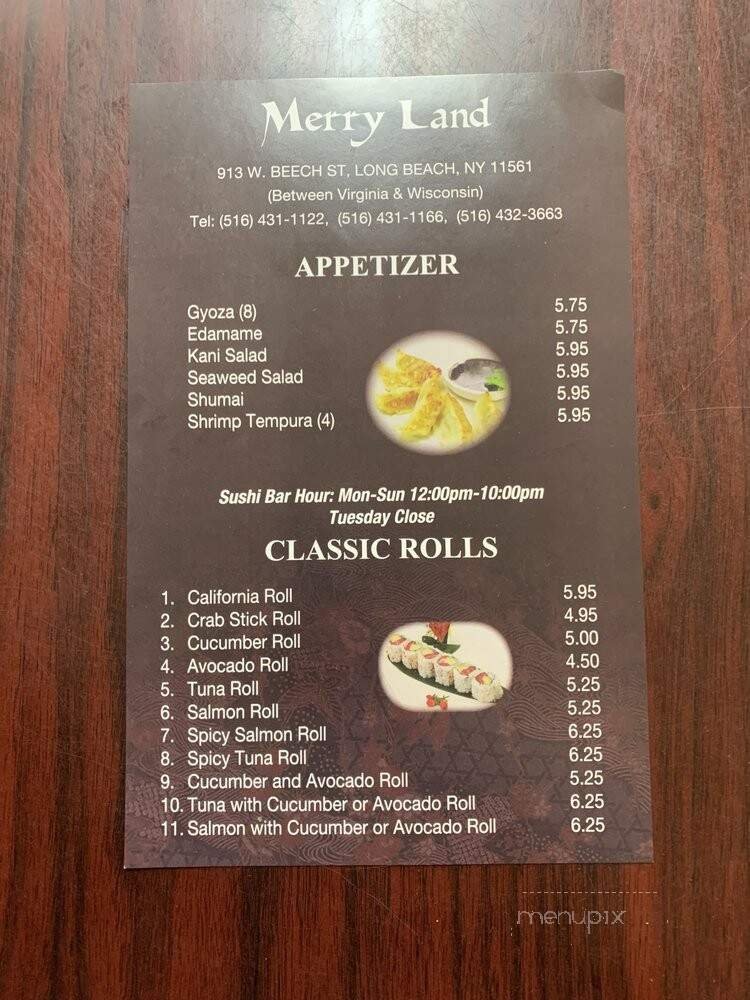 Merry Land
913 W. BEECH ST, LONG BEACH, NY 11561
(Between Virginia & Wisconsin)
Tel: (516) 431-1122, (516) 431-1166, (516) 432-3663
APPETIZER
Gyoza (8) 5.75
Edamame 5.75
Kani Salad 5.95
Seaweed Salad 5.95
Shumai 5.95
Shrimp Tempura (4) 5.95
Sushi Bar Hour: Mon-Sun 12:00pm-10:00pm
Tuesday Close
CLASSIC ROLLS
1. California Roll 5.95
2. Crab Stick Roll 4.95
3. Cucumber Roll 5.00
4. Avocado Roll 4.50
5. Tuna Roll 5.25
6. Salmon Roll 5.25
7. Spicy Salmon Roll 6.25
8. Spicy Tuna Roll 6.25
9. Cucumber and Avocado Roll 5.25
10. Tuna with Cucumber or Avocado Roll 6.25
11. Salmon with Cucumber or Avocado Roll 6.25
menupix